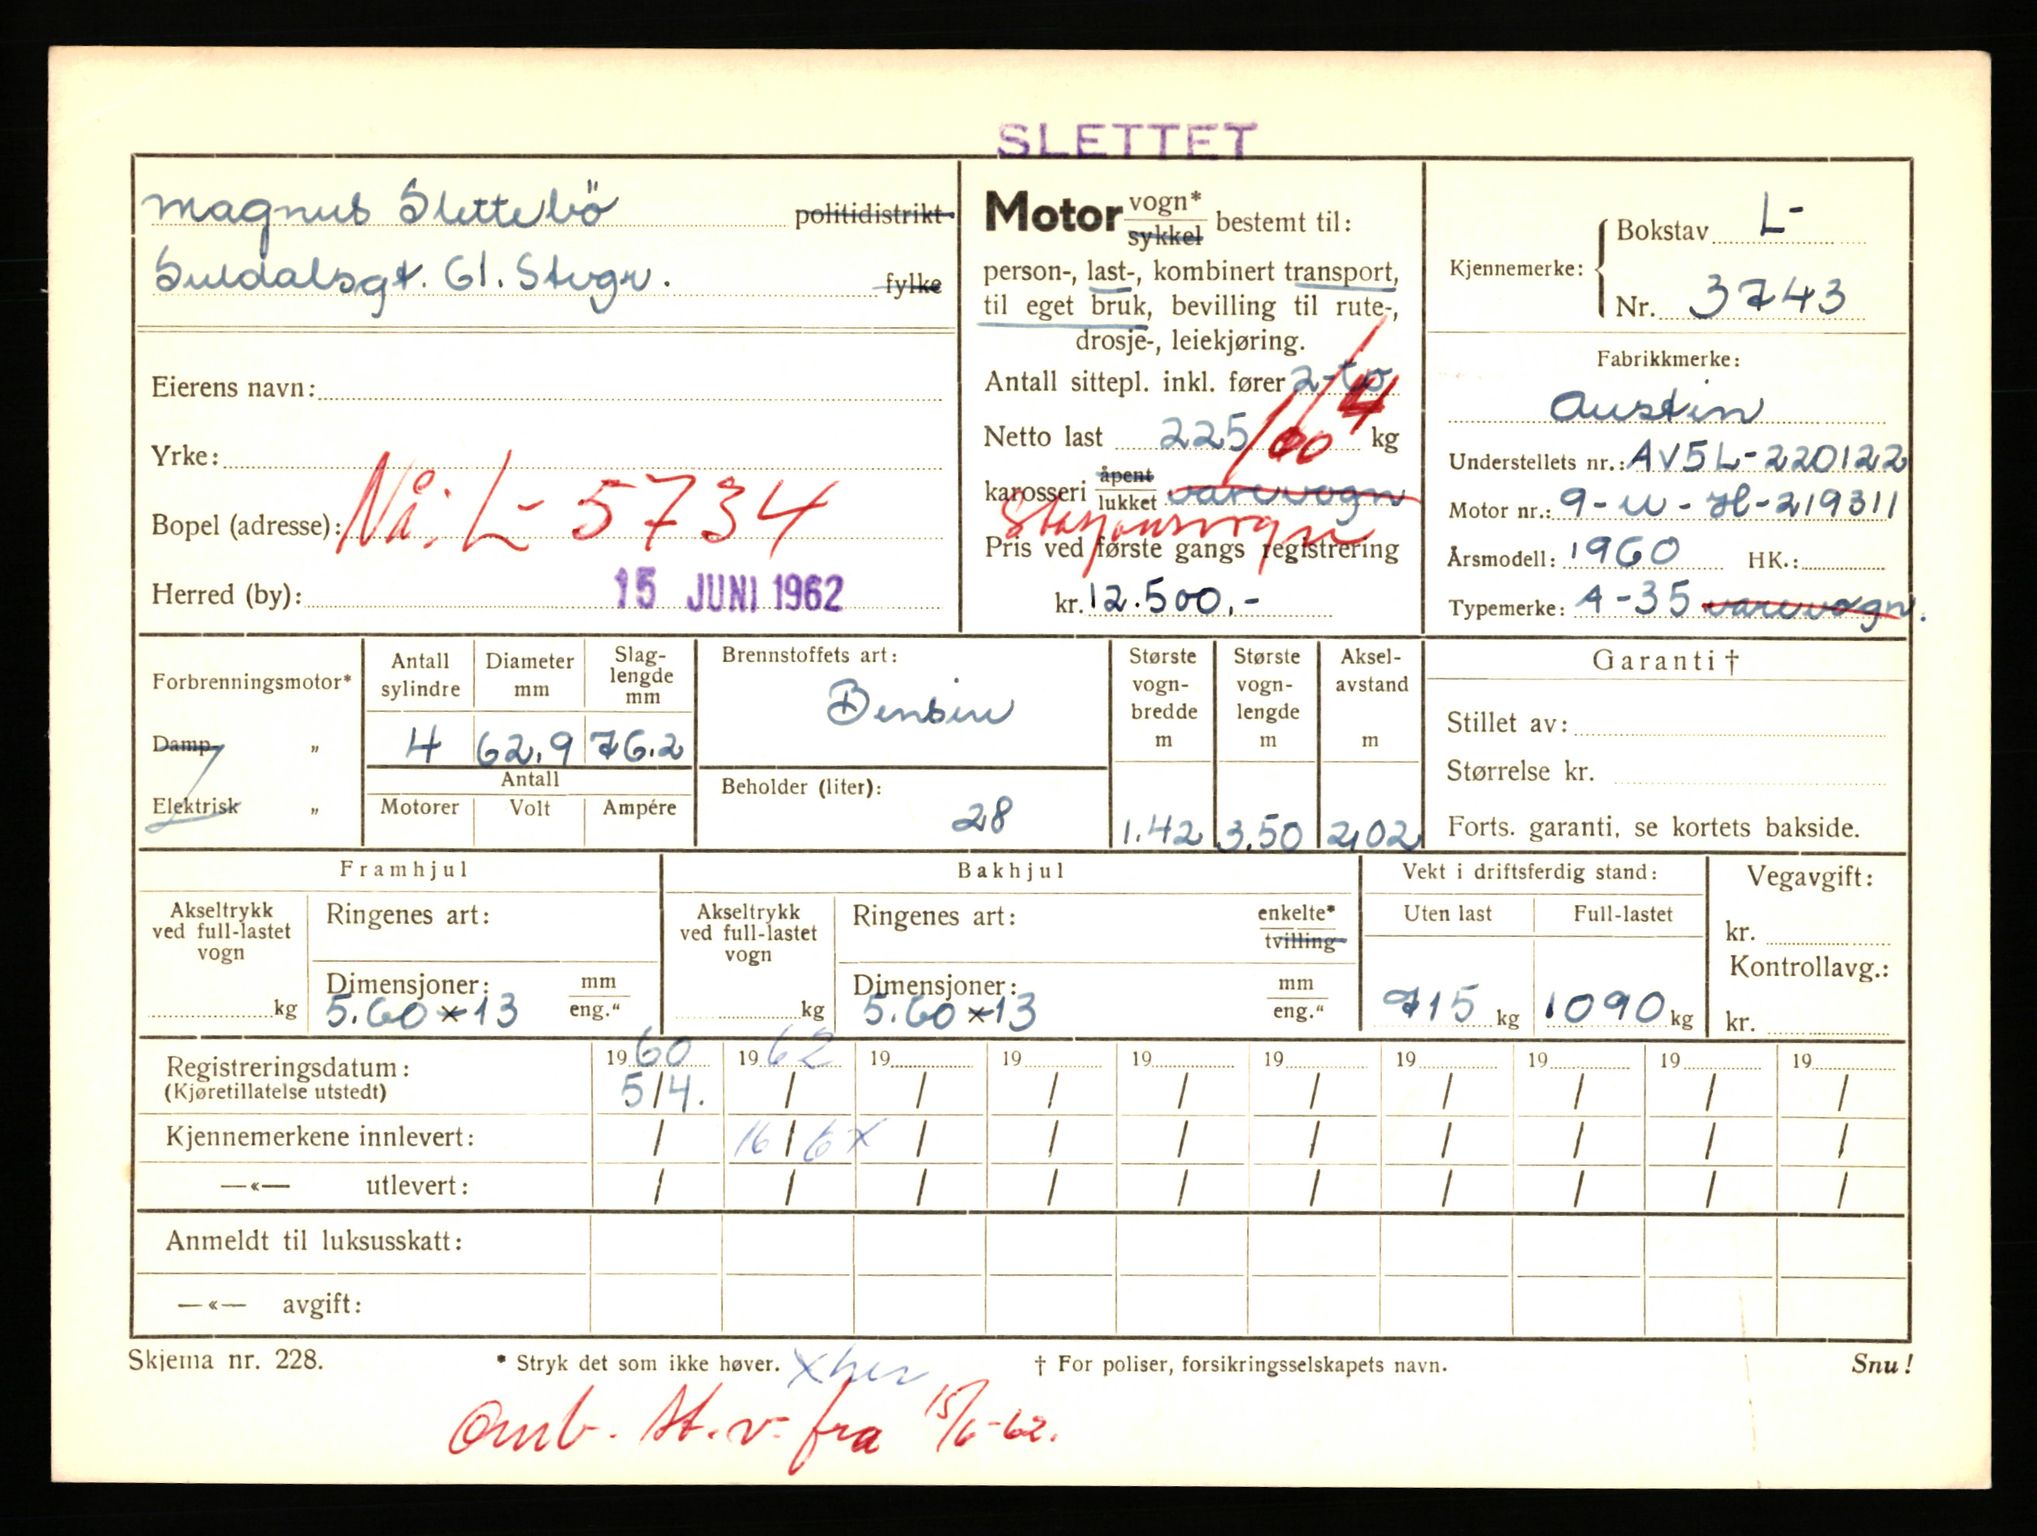 SLETTET
Magnus Slettebö politidistrikt
Suldalsgt. 61. Stvgr. fylke
Eierens navn:
Yrke:
Bopel (adresse): Nå: L- 5734
Herred (by): 15 JUNI 1962
Motor vogn* sykkel bestemt til:
person-, last-, kombinert transport,
til eget bruk, bevilling til rute-,
drosje-, leiekjøring.
Antall sittepl. inkl. fører 2-to 4
Netto last 225 kg
karosseri åpent lukket varevogn
Stasjonsvogn
Pris ved første gangs registrering
kr. 12.500,-
Kjennemerke: Bokstav L-
Nr. 3743
Fabrikkmerke:
Austin
Understellets nr.: AV5L-220122
Motor nr.: 9-U-H-219311
Årsmodell: 1960 HK.:
Typemerke: A-35 varevogn.
Forbrenningsmotor*
Damp „
Elektrisk „
Antall sylindre Diameter mm Slag-lengde mm
4 62.9 76.2
Antall
Motorer Volt Ampére
Brennstoffets art:
Bensin
Beholder (liter):
28
Største vogn-bredde m Største vogn-lengde m Aksel-avstand m
1.42 3.50 2,02
Garanti †
Stillet av:
Størrelse kr.
Forts. garanti, se kortets bakside.
Framhjul
Akseltrykk ved full-lastet vogn
kg
Ringenes art:
Dimensjoner: mm eng.“
5.60 x 13
Bakhjul
Akseltrykk ved full-lastet vogn
kg
Ringenes art: enkelte* tvilling
Dimensjoner: mm eng.“
5.60 x 13
Vekt i driftsferdig stand:
Uten last Full-lastet
715 kg 1090 kg
Vegavgift:
kr.
Kontrollavg.:
kr.
Registreringsdatum: 1960 1962 19 19 19 19 19 19 19 19
(Kjøretillatelse utstedt) 5/4. / / / / / / / / /
Kjennemerkene innlevert: / 16/6x / / / / / / / /
—«— utlevert: / / / / / / / / / /
Anmeldt til luksusskatt:
—«— avgift:
Skjema nr. 228. * Stryk det som ikke høver. x her † For poliser, forsikringsselskapets navn. Snu!
Omb. st.v. fra 15/6-62.